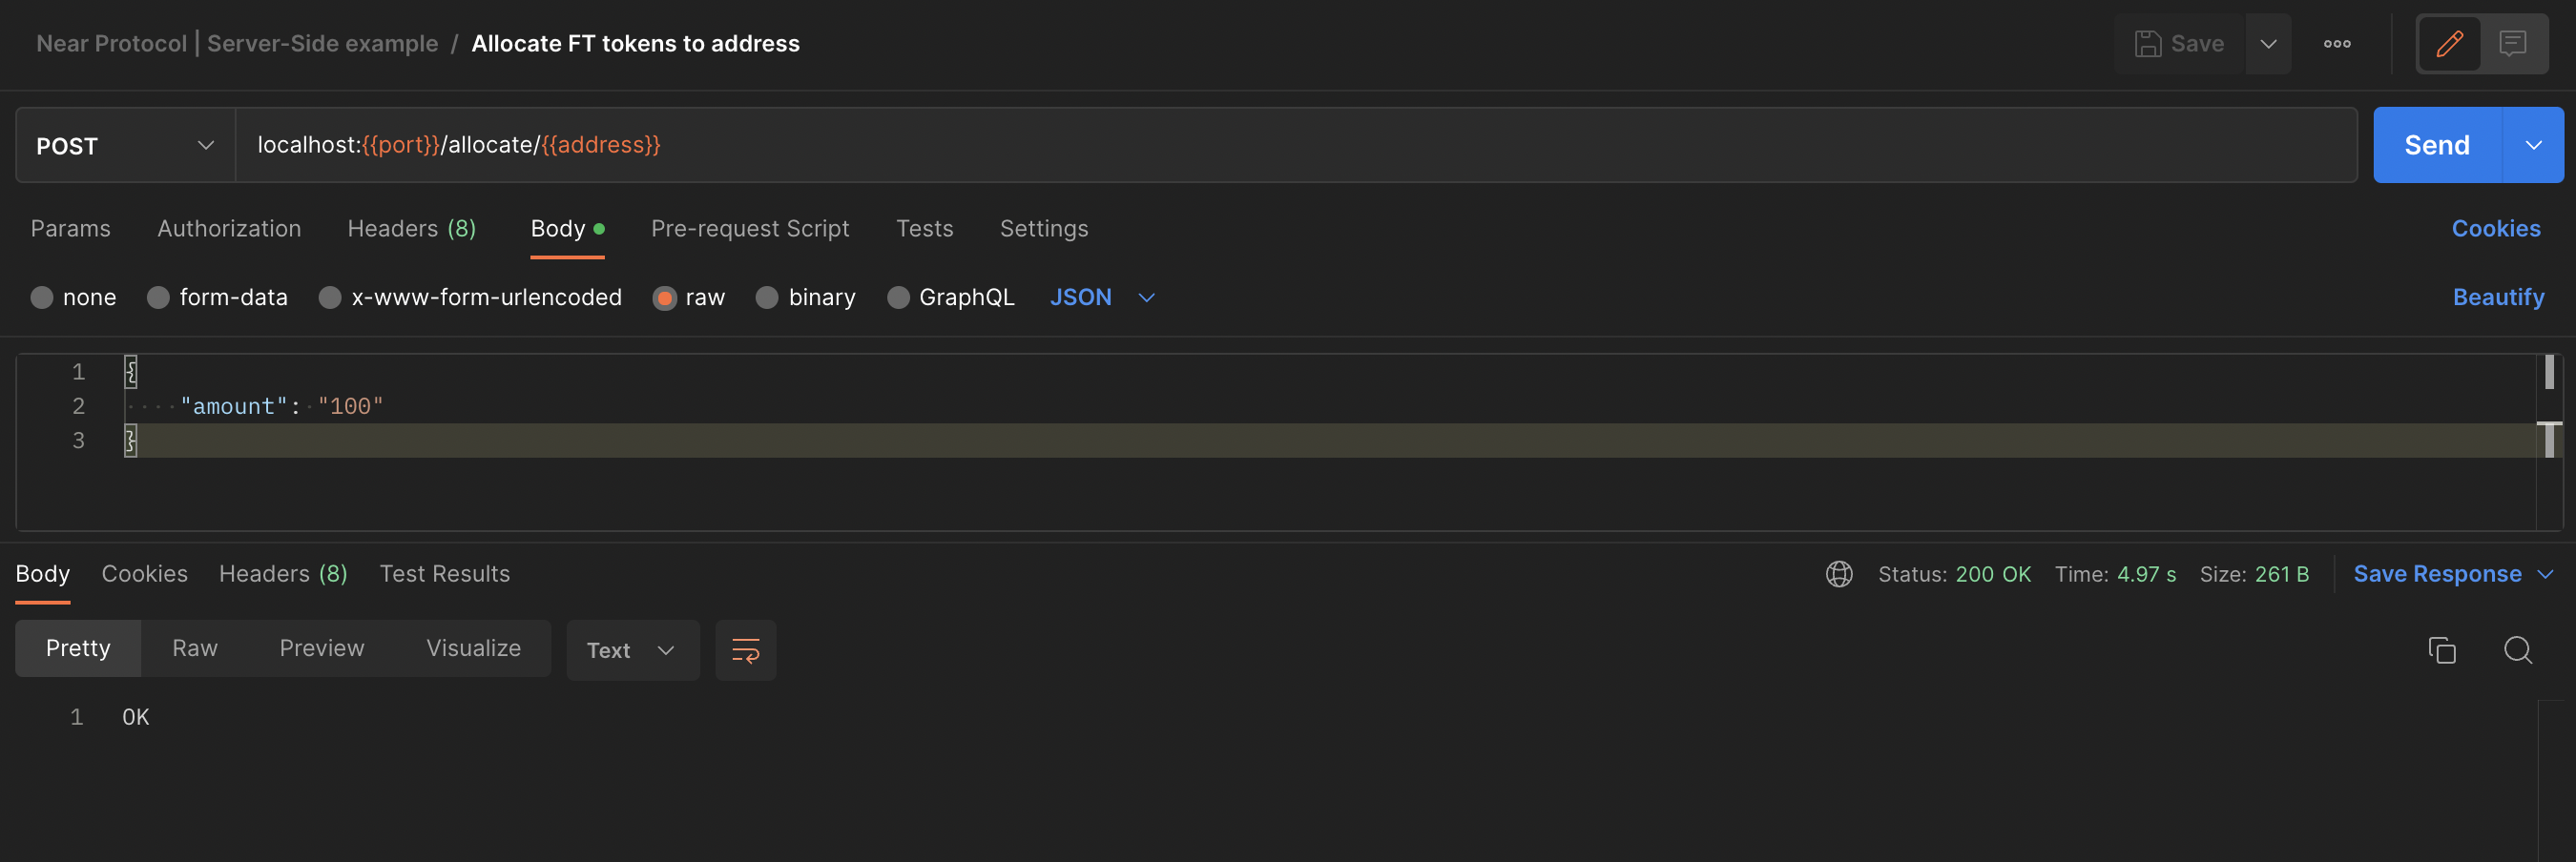 Near Protocol | Server-Side example / Allocate FT tokens to address
Save
POST
localhost:{{port}}/allocate/{{address}}
Send
Params Authorization Headers (8) Body Pre-request Script Tests Settings Cookies
none form-data x-www-form-urlencoded raw binary GraphQL JSON Beautify
1 {
2 ····"amount":·"100"
3 }
Body Cookies Headers (8) Test Results Status: 200 OK Time: 4.97 s Size: 261 B Save Response
Pretty Raw Preview Visualize Text
1 OK